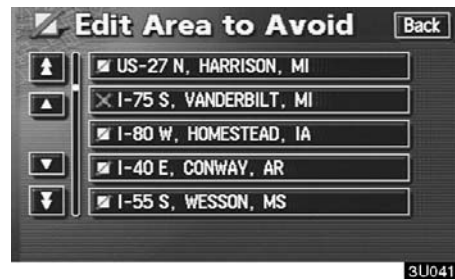 Edit Area to Avoid Back
US-27 N, HARRISON, MI
I-75 S, VANDERBILT, MI
I-80 W, HOMESTEAD, IA
I-40 E, CONWAY, AR
I-55 S, WESSON, MS
3U041